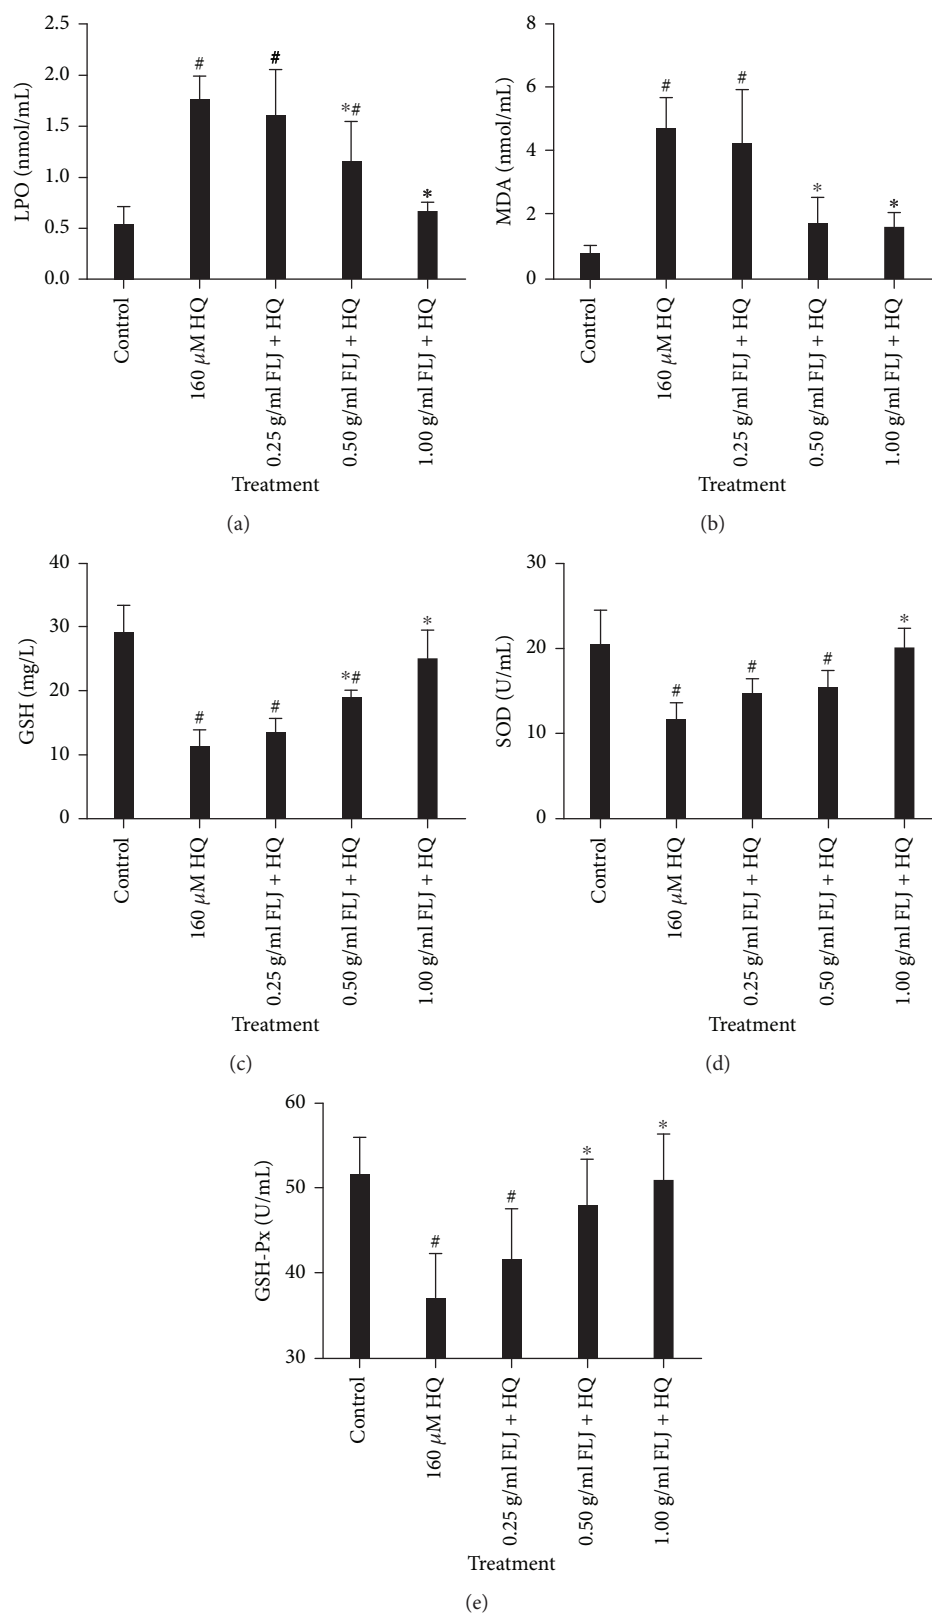 2.5
2.0
1.5
1.0
0.5
0.0
LPO (nmol/mL)
#
#
*#
*
Control
160 μM HQ
0.25 g/ml FLJ + HQ
0.50 g/ml FLJ + HQ
1.00 g/ml FLJ + HQ
Treatment
(a)
8
6
4
2
0
MDA (nmol/mL)
#
#
*
*
Control
160 μM HQ
0.25 g/ml FLJ + HQ
0.50 g/ml FLJ + HQ
1.00 g/ml FLJ + HQ
Treatment
(b)
40
30
20
10
0
GSH (mg/L)
#
#
*#
*
Control
160 μM HQ
0.25 g/ml FLJ + HQ
0.50 g/ml FLJ + HQ
1.00 g/ml FLJ + HQ
Treatment
(c)
30
20
10
0
SOD (U/mL)
#
#
#
*
Control
160 μM HQ
0.25 g/ml FLJ + HQ
0.50 g/ml FLJ + HQ
1.00 g/ml FLJ + HQ
Treatment
(d)
60
50
40
30
GSH-Px (U/mL)
#
#
*
*
Control
160 μM HQ
0.25 g/ml FLJ + HQ
0.50 g/ml FLJ + HQ
1.00 g/ml FLJ + HQ
Treatment
(e)